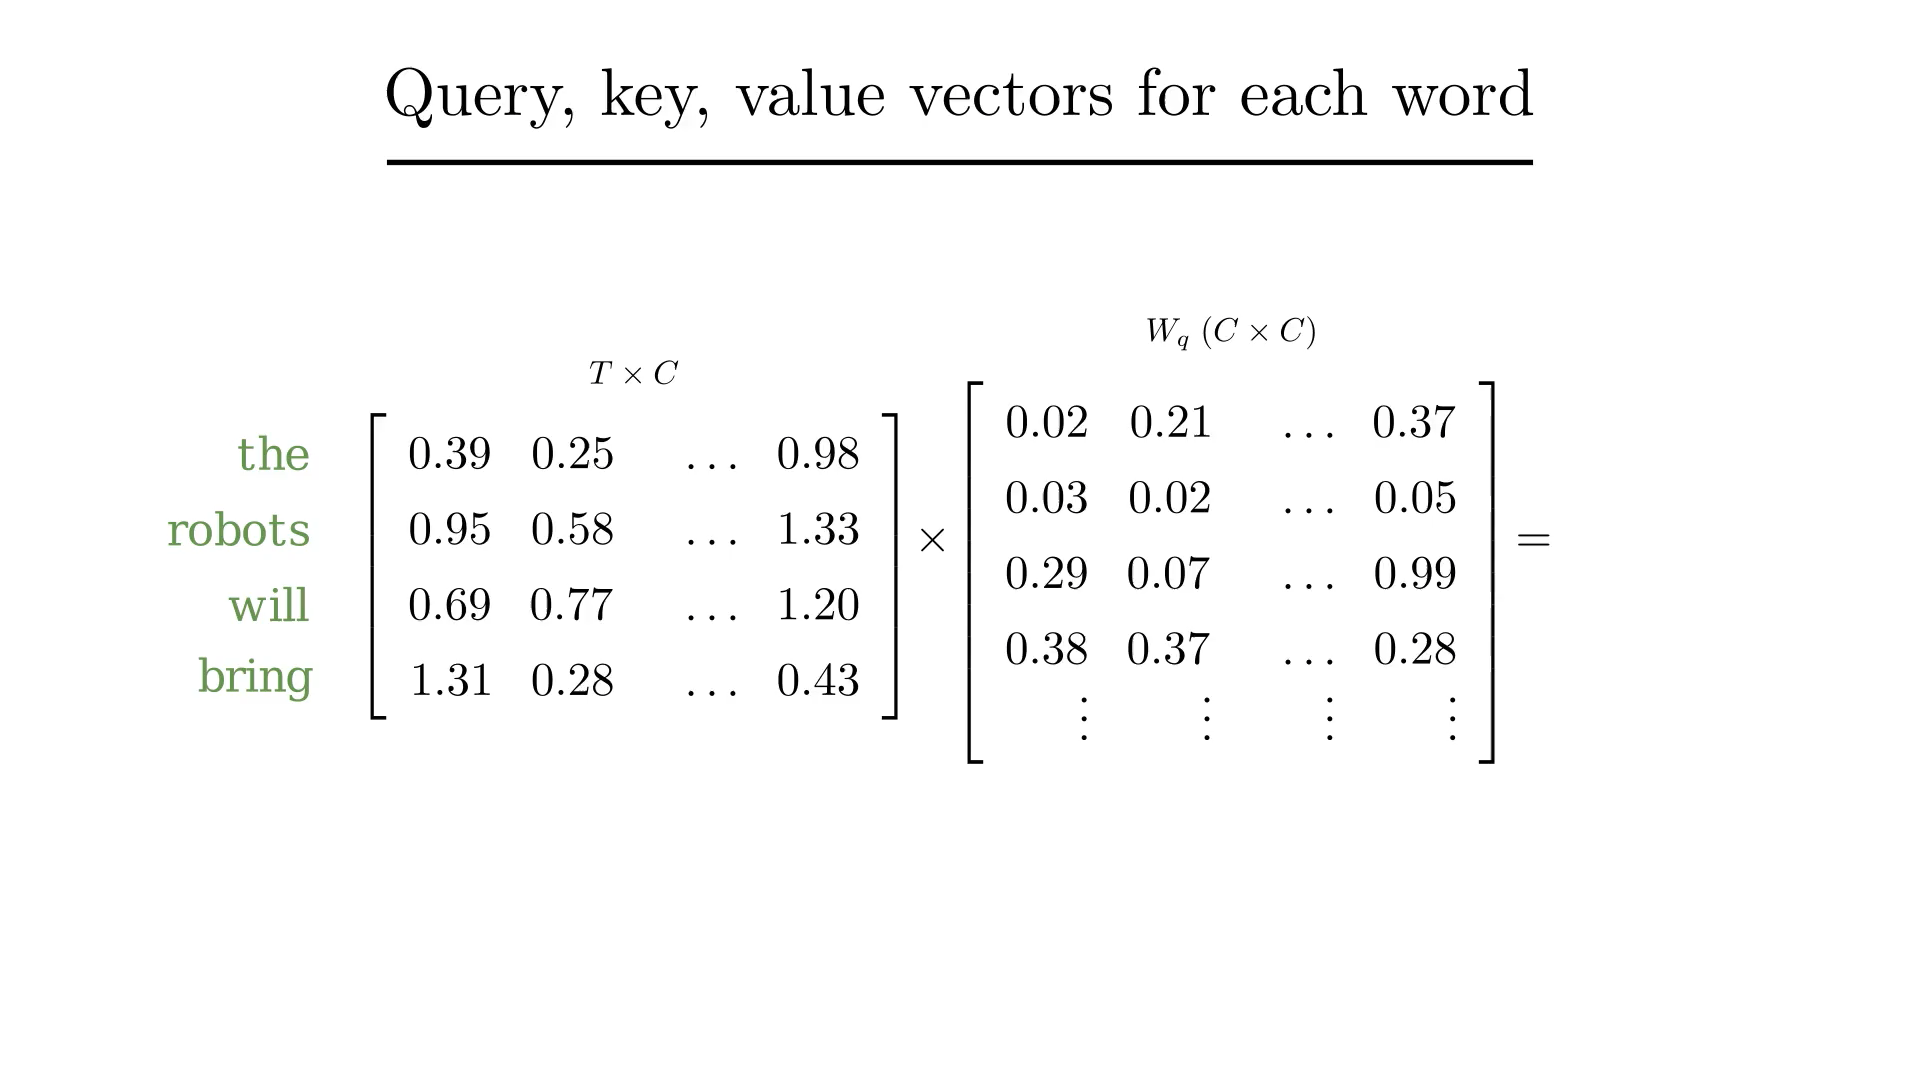 Query, key, value vectors for each word
T × C
W_q (C × C)
the 0.39 0.25 … 0.98
robots 0.95 0.58 … 1.33
will 0.69 0.77 … 1.20
bring 1.31 0.28 … 0.43
×
0.02 0.21 … 0.37
0.03 0.02 … 0.05
0.29 0.07 … 0.99
0.38 0.37 … 0.28
⋮ ⋮ ⋮ ⋮
=